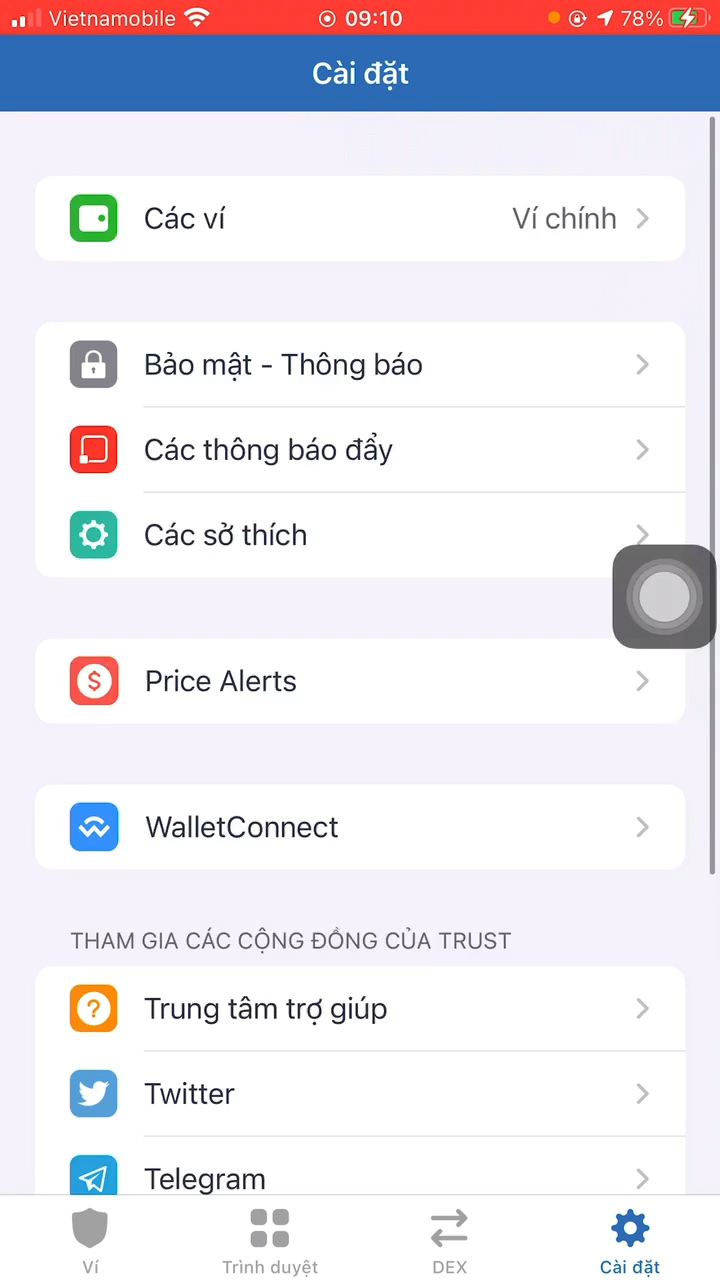 Vietnamobile 09:10 78%
Cài đặt
Các ví Ví chính
Bảo mật - Thông báo
Các thông báo đẩy
Các sở thích
Price Alerts
WalletConnect
THAM GIA CÁC CỘNG ĐỒNG CỦA TRUST
Trung tâm trợ giúp
Twitter
Telegram
Ví Trình duyệt DEX Cài đặt